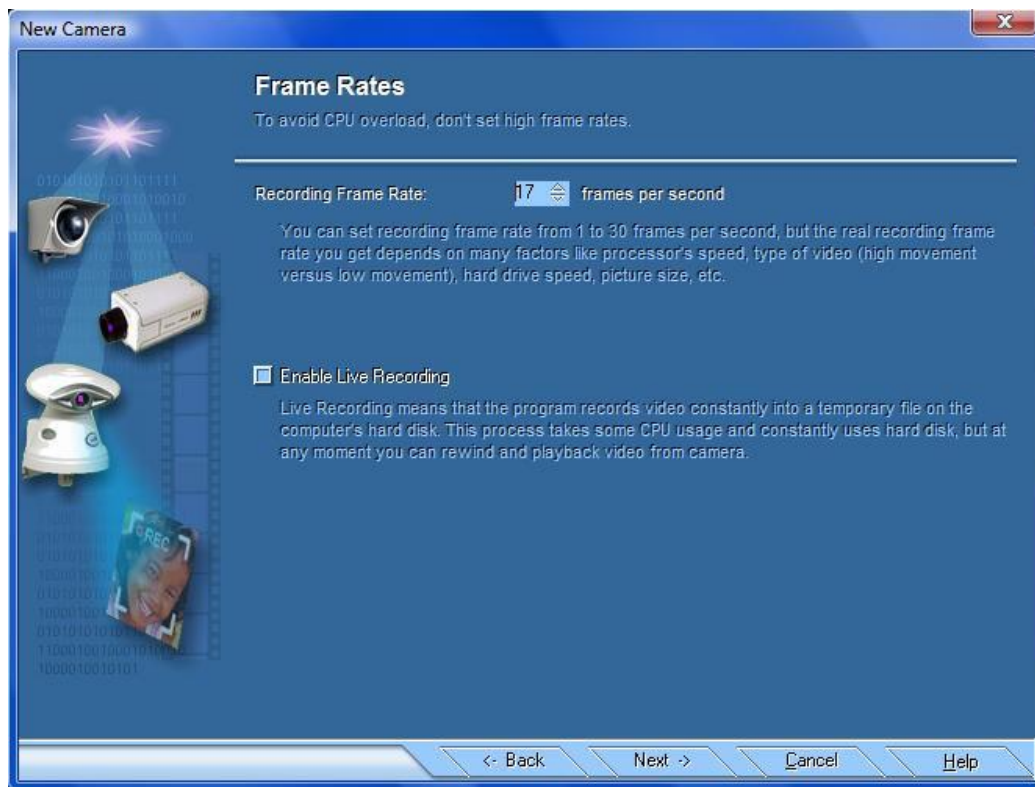 New Camera
Frame Rates
To avoid CPU overload, don't set high frame rates.
Recording Frame Rate: 17 frames per second
You can set recording frame rate from 1 to 30 frames per second, but the real recording frame
rate you get depends on many factors like processor's speed, type of video (high movement
versus low movement), hard drive speed, picture size, etc.
Enable Live Recording
Live Recording means that the program records video constantly into a temporary file on the
computer's hard disk. This process takes some CPU usage and constantly uses hard disk, but at
any moment you can rewind and playback video from camera.
REC
1000010010101
<- Back Next -> Cancel Help